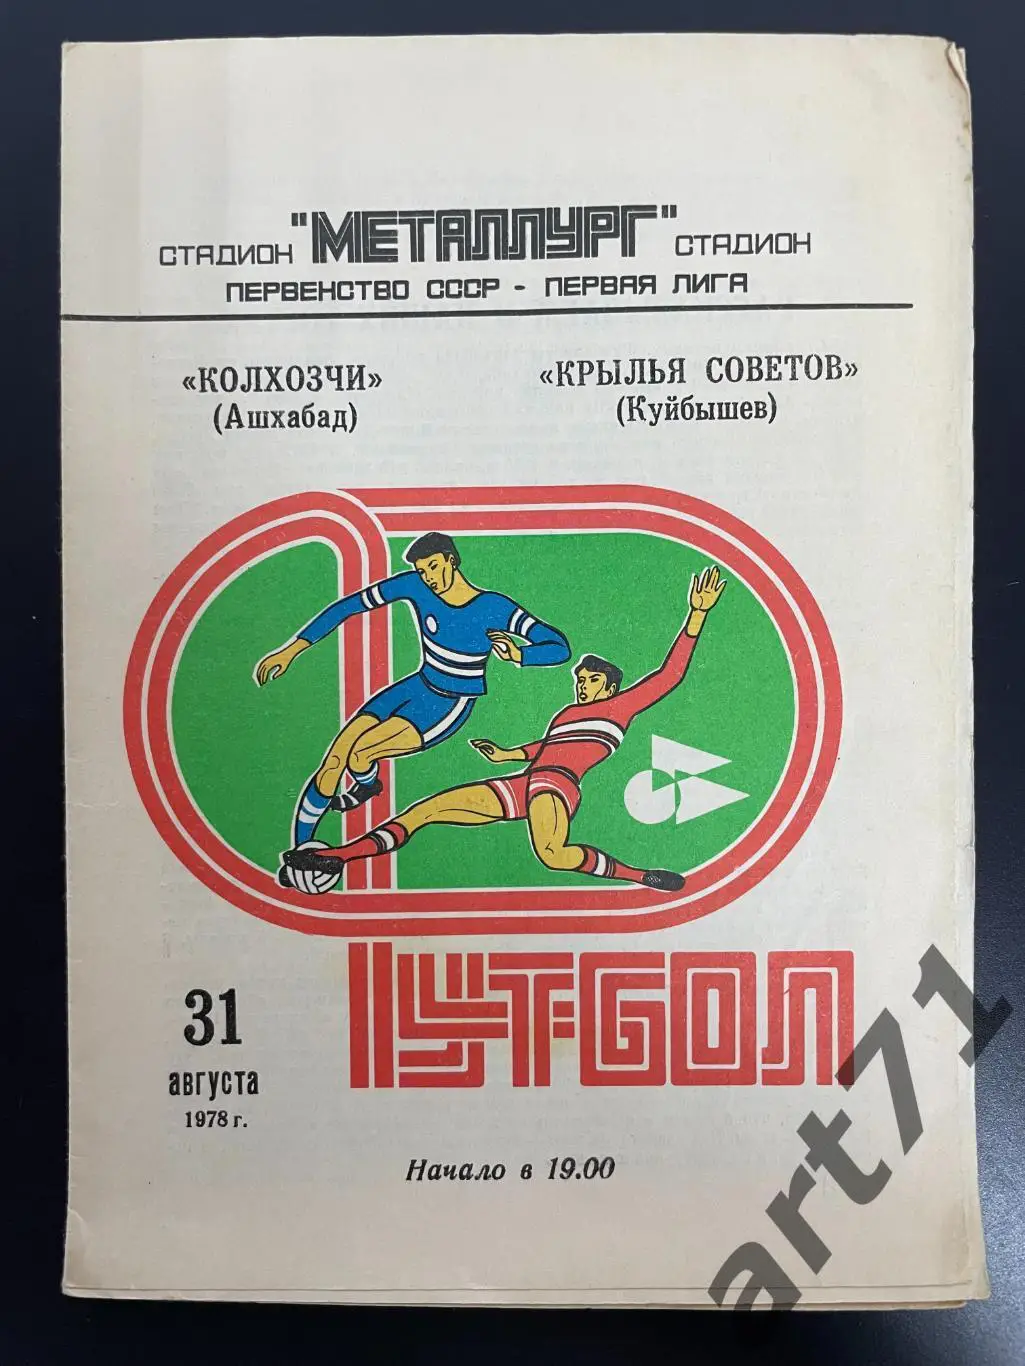 СТАДИОН "МЕТАЛЛУРГ" СТАДИОН
ПЕРВЕНСТВО СССР - ПЕРВАЯ ЛИГА
«КОЛХОЗЧИ»
(Ашхабад)
«КРЫЛЬЯ СОВЕТОВ»
(Куйбышев)
ФУТБОЛ
31
августа
1978 г.
Начало в 19.00
art71